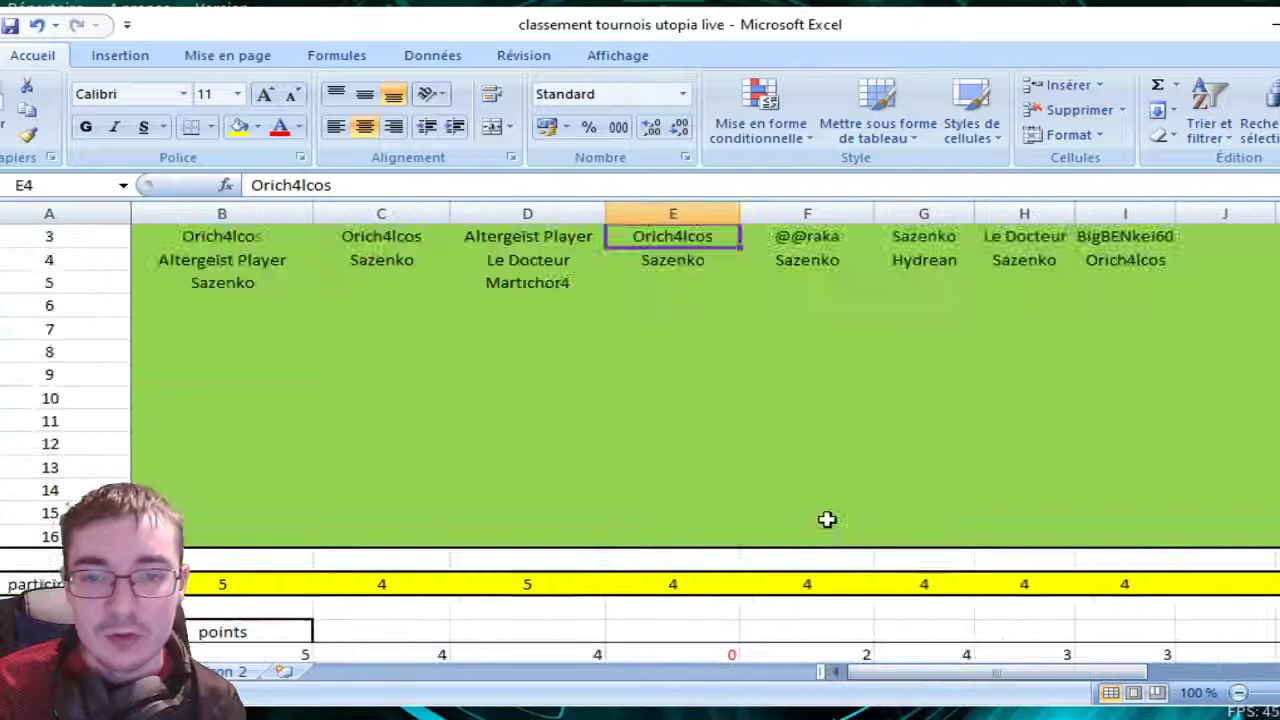 classement tournois utopia live - Microsoft Excel
Accueil Insertion Mise en page Formules Données Révision Affichage
Calibri 11 Standard Insérer Σ
Supprimer
G I S % 000 Mise en forme Mettre sous forme Styles de Format Trier et
conditionnelle de tableau cellules filtrer
Police Alignement Nombre Style Cellules Édition
E4 fx Orich4lcos
A B C D E F G H I J
3 Orich4lcos Orich4lcos Altergeist Player Orich4lcos @@raka Sazenko Le Docteur BigBENkei60
4 Altergeist Player Sazenko Le Docteur Sazenko Sazenko Hydrean Sazenko Orich4lcos
5 Sazenko Martichor4
6
7
8
9
10
11
12
13
14
15
16
5 4 5 4 4 4 4 4
points
5 4 4 0 2 4 3 3
100 %
FPS: 45